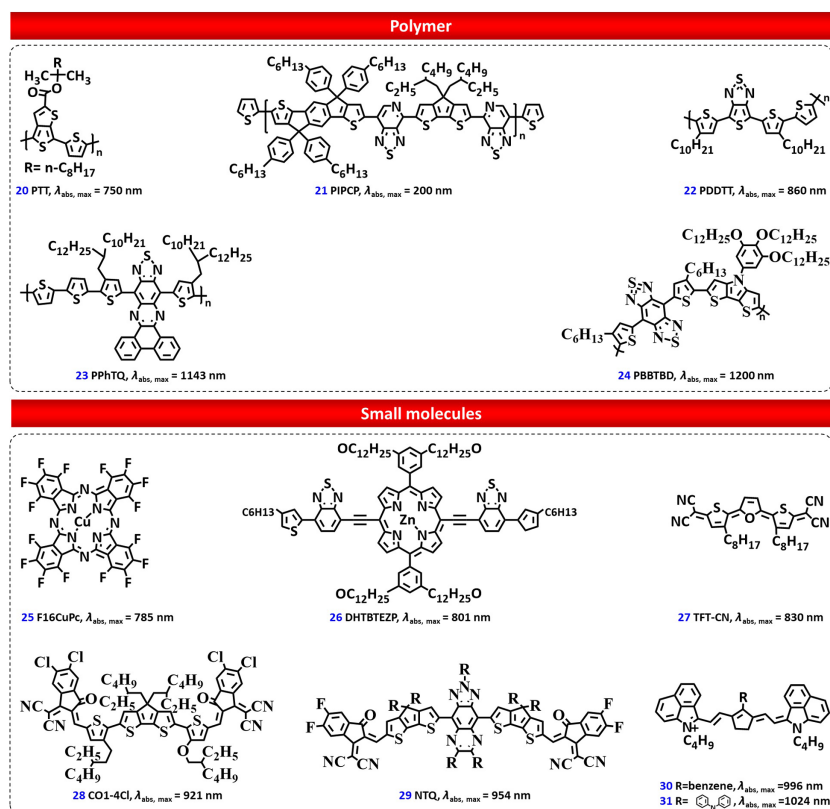 Polymer
R
H3C CH3
O O
S
S
S n
R= n-C8H17
20 PTT, λabs, max = 750 nm
C6H13 C6H13 C4H9 C4H9
C2H5 C2H5
S S S N N S S S
N N N N n
S S
C6H13 C6H13
21 PIPCP, λabs, max = 200 nm
S
N N
S S S S n
C10H21 C10H21
22 PDDTT, λabs, max = 860 nm
C12H25 C10H21 C10H21 C12H25
S
N N
S S S S n
N N
23 PPhTQ, λabs, max = 1143 nm
C12H25O OC12H25
OC12H25
C6H13 N
S N N S S S n
C6H13 S N N S
24 PBBTBD, λabs, max = 1200 nm
Small molecules
F F F F
F F F F
N N N
N Cu N
N N N
F F F F
F F F F
25 F16CuPc, λabs, max = 785 nm
OC12H25 C12H25O
S S
N N N N N N
C6H13 Zn C6H13
S N N
OC12H25 C12H25O
26 DHTBTEZP, λabs, max = 801 nm
NC CN
NC S O S CN
C8H17 C8H17
27 TFT-CN, λabs, max = 830 nm
Cl Cl Cl Cl
C4H9 C4H9
O C2H5 C2H5 O
NC CN NC CN
S S S S
C2H5 O C2H5
C4H9 C4H9
28 CO1-4Cl, λabs, max = 921 nm
R
N N N
F O R R R R O F
F S S S S F
N N
NC CN R R NC CN
29 NTQ, λabs, max = 954 nm
R
N+ N
C4H9 C4H9
30 R=benzene, λabs, max =996 nm
31 R= N , λabs, max =1024 nm